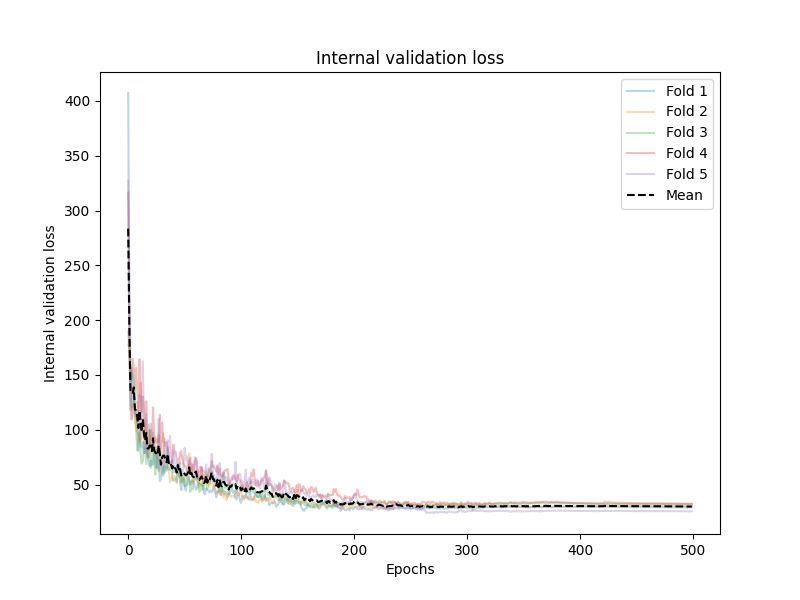 Internal validation loss
400
350
300
250
200
150
100
50
Internal validation loss
Fold 1
Fold 2
Fold 3
Fold 4
Fold 5
Mean
0 100 200 300 400 500
Epochs